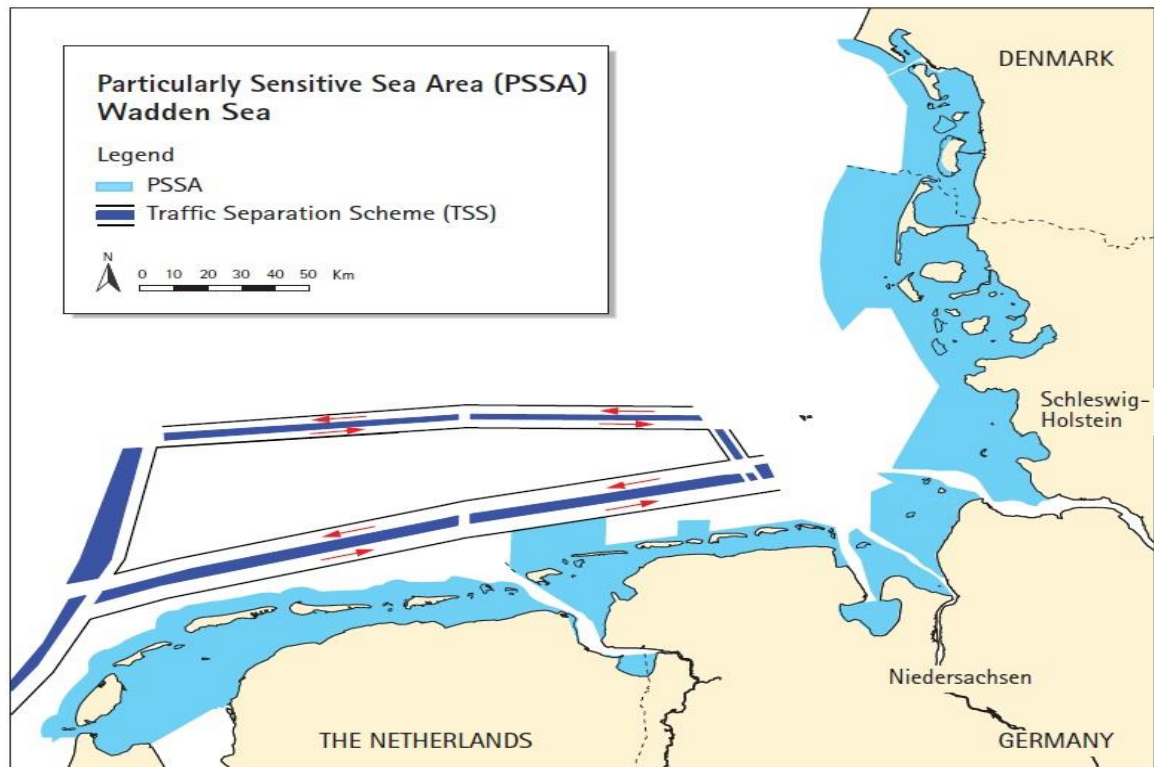 Particularly Sensitive Sea Area (PSSA)
Wadden Sea
Legend
PSSA
Traffic Separation Scheme (TSS)
N
0 10 20 30 40 50 Km
DENMARK
Schleswig-
Holstein
Niedersachsen
THE NETHERLANDS
GERMANY